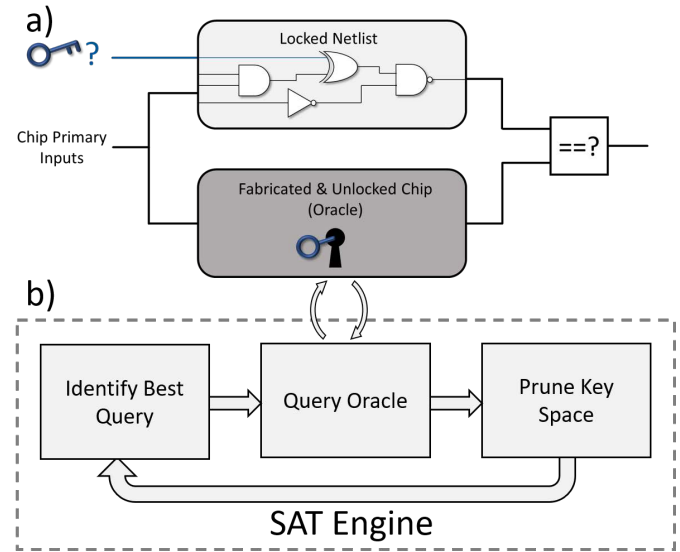 a)
?
Locked Netlist
Chip Primary
Inputs
Fabricated & Unlocked Chip
(Oracle)
==?
b)
Identify Best
Query
Query Oracle
Prune Key
Space
SAT Engine